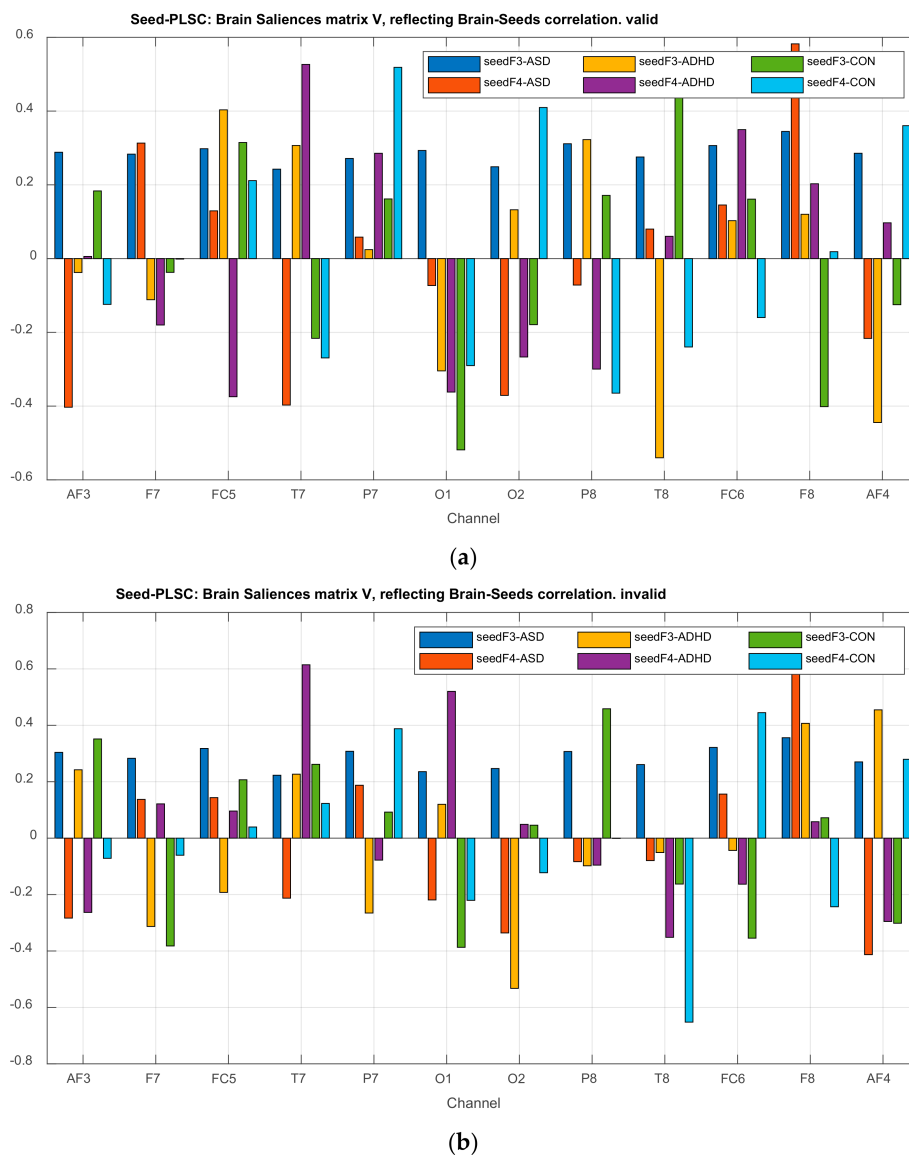 Seed-PLSC: Brain Saliences matrix V, reflecting Brain-Seeds correlation. valid
seedF3-ASD seedF3-ADHD seedF3-CON
seedF4-ASD seedF4-ADHD seedF4-CON
0.6
0.4
0.2
0
-0.2
-0.4
-0.6
AF3 F7 FC5 T7 P7 O1 O2 P8 T8 FC6 F8 AF4
Channel
(a)
Seed-PLSC: Brain Saliences matrix V, reflecting Brain-Seeds correlation. invalid
seedF3-ASD seedF3-ADHD seedF3-CON
seedF4-ASD seedF4-ADHD seedF4-CON
0.8
0.6
0.4
0.2
0
-0.2
-0.4
-0.6
-0.8
AF3 F7 FC5 T7 P7 O1 O2 P8 T8 FC6 F8 AF4
Channel
(b)